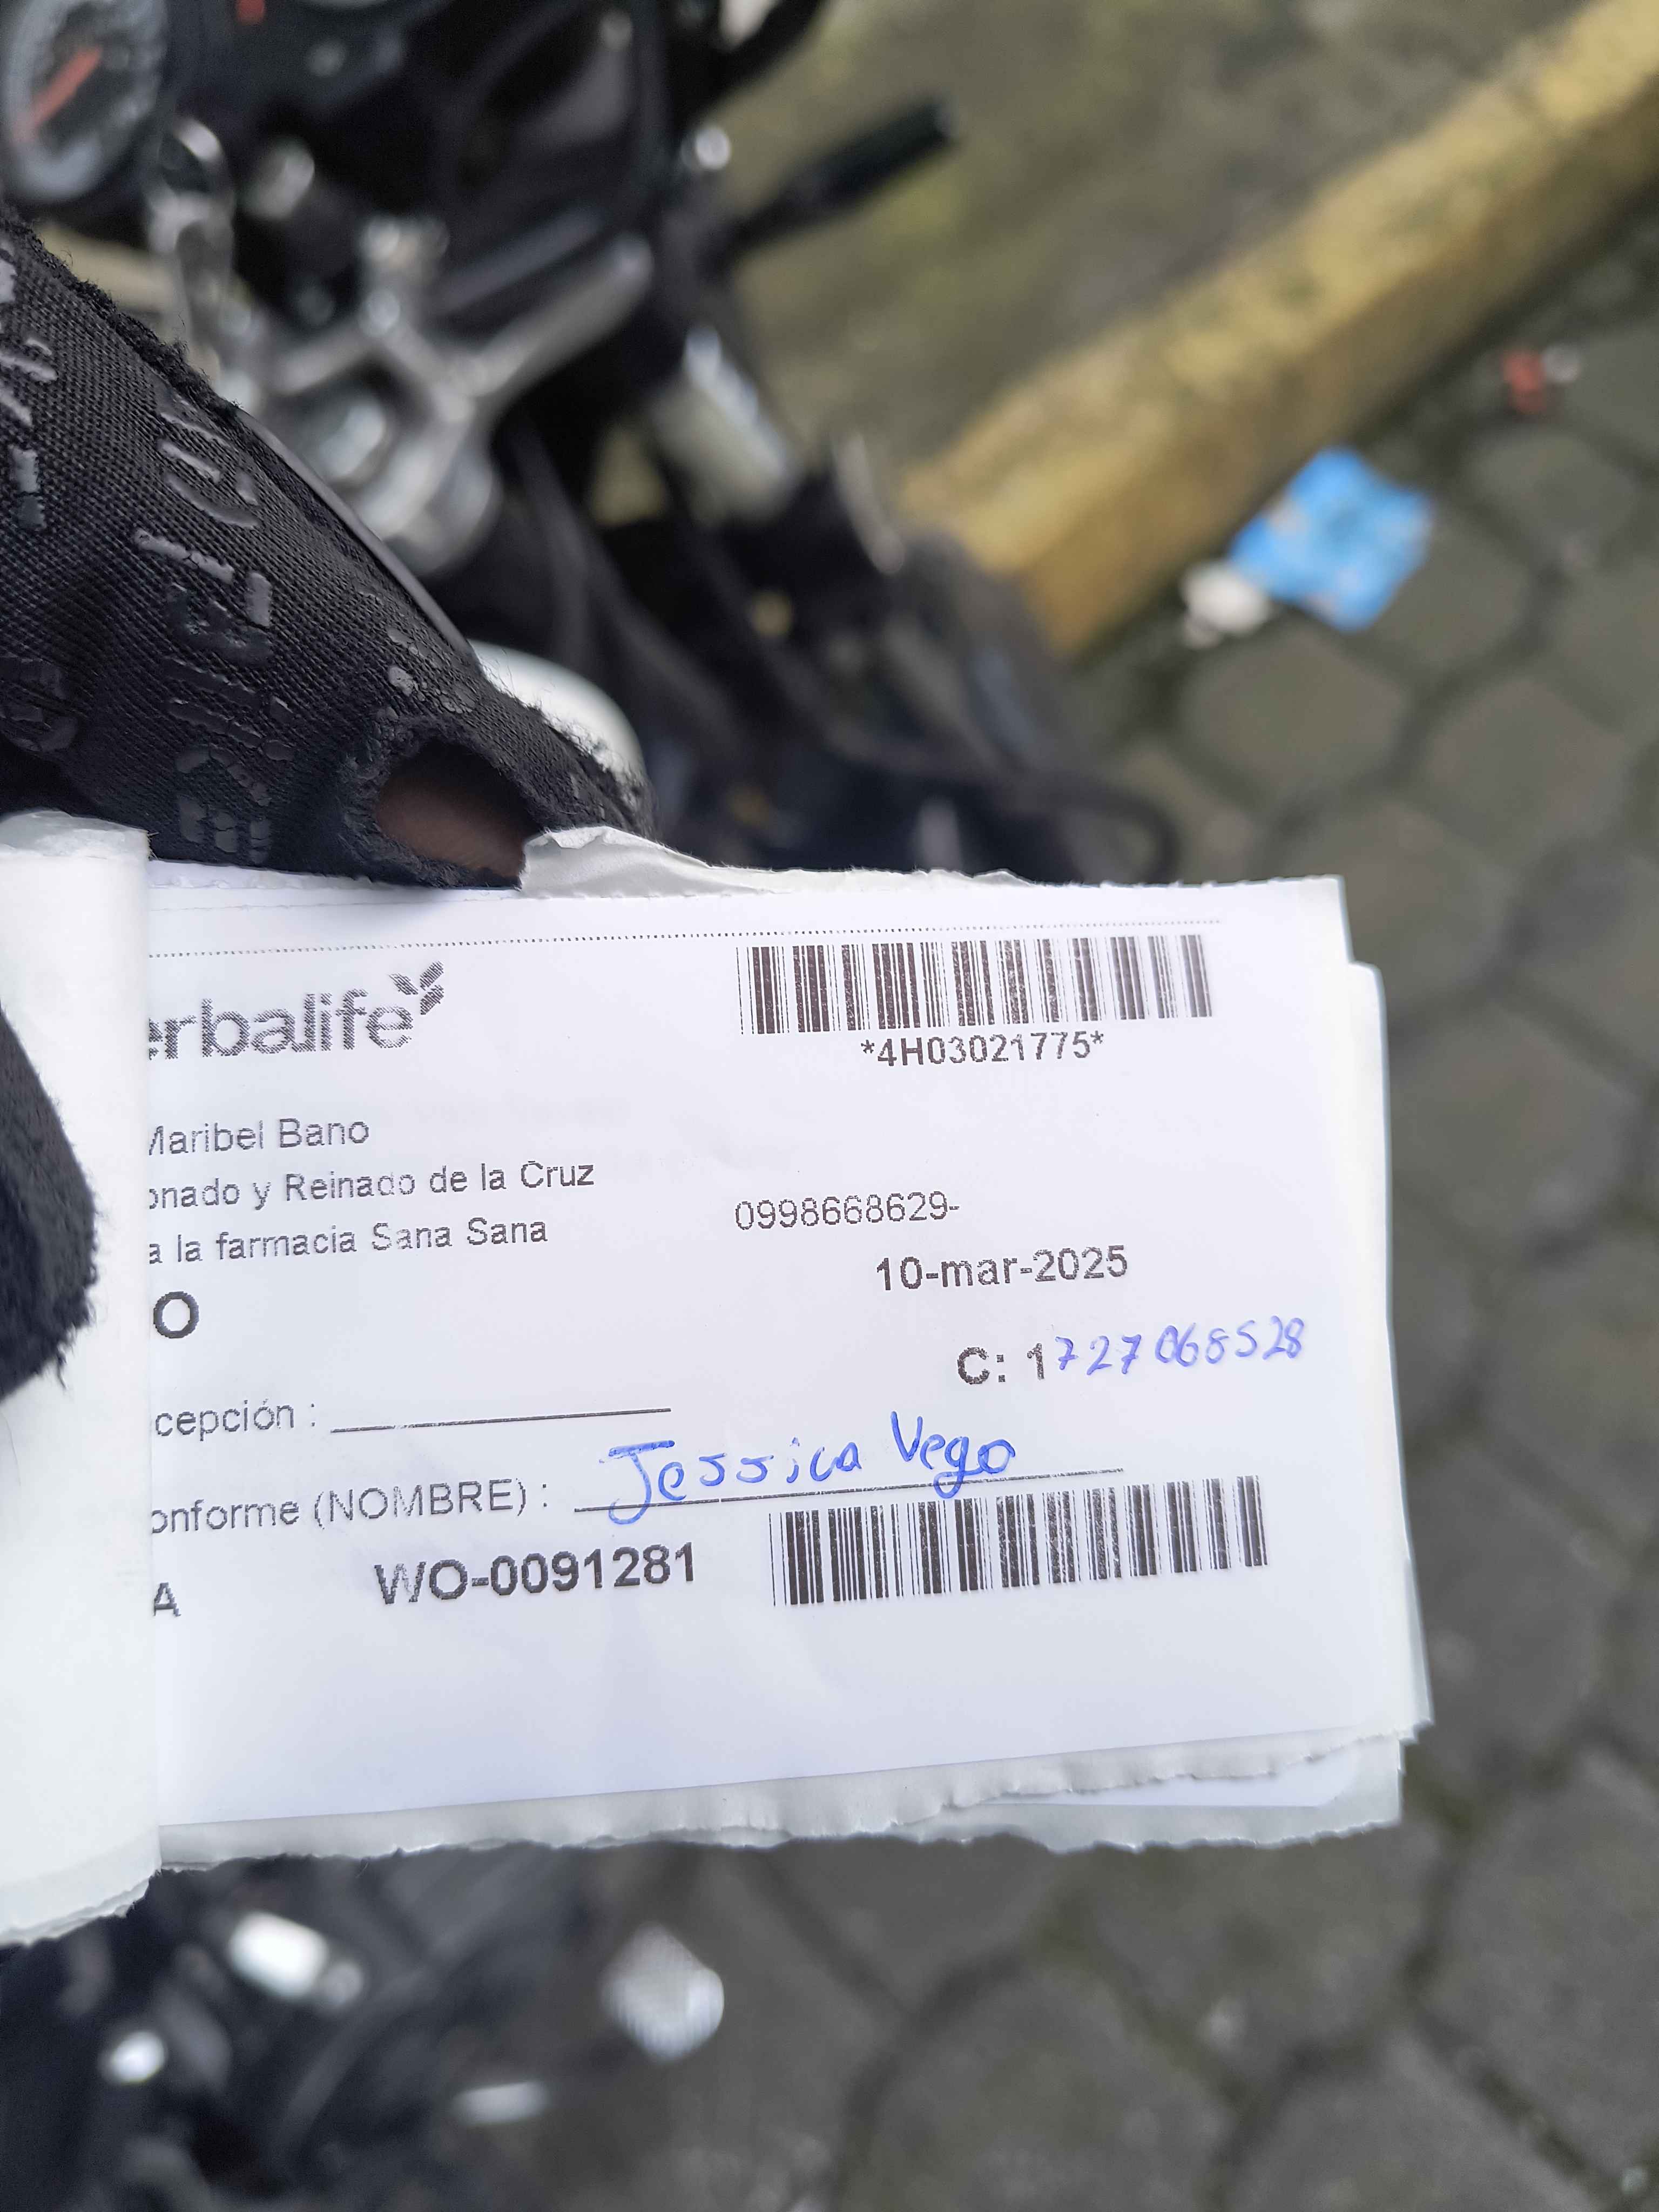 erbalife
*4H03021775*
Maribel Bano
onado y Reinado de la Cruz
a la farmacia Sana Sana
0998668629-
10-mar-2025
O
C: 1727068528
cepción :
onforme (NOMBRE) : Jessica Vega
A WO-0091281